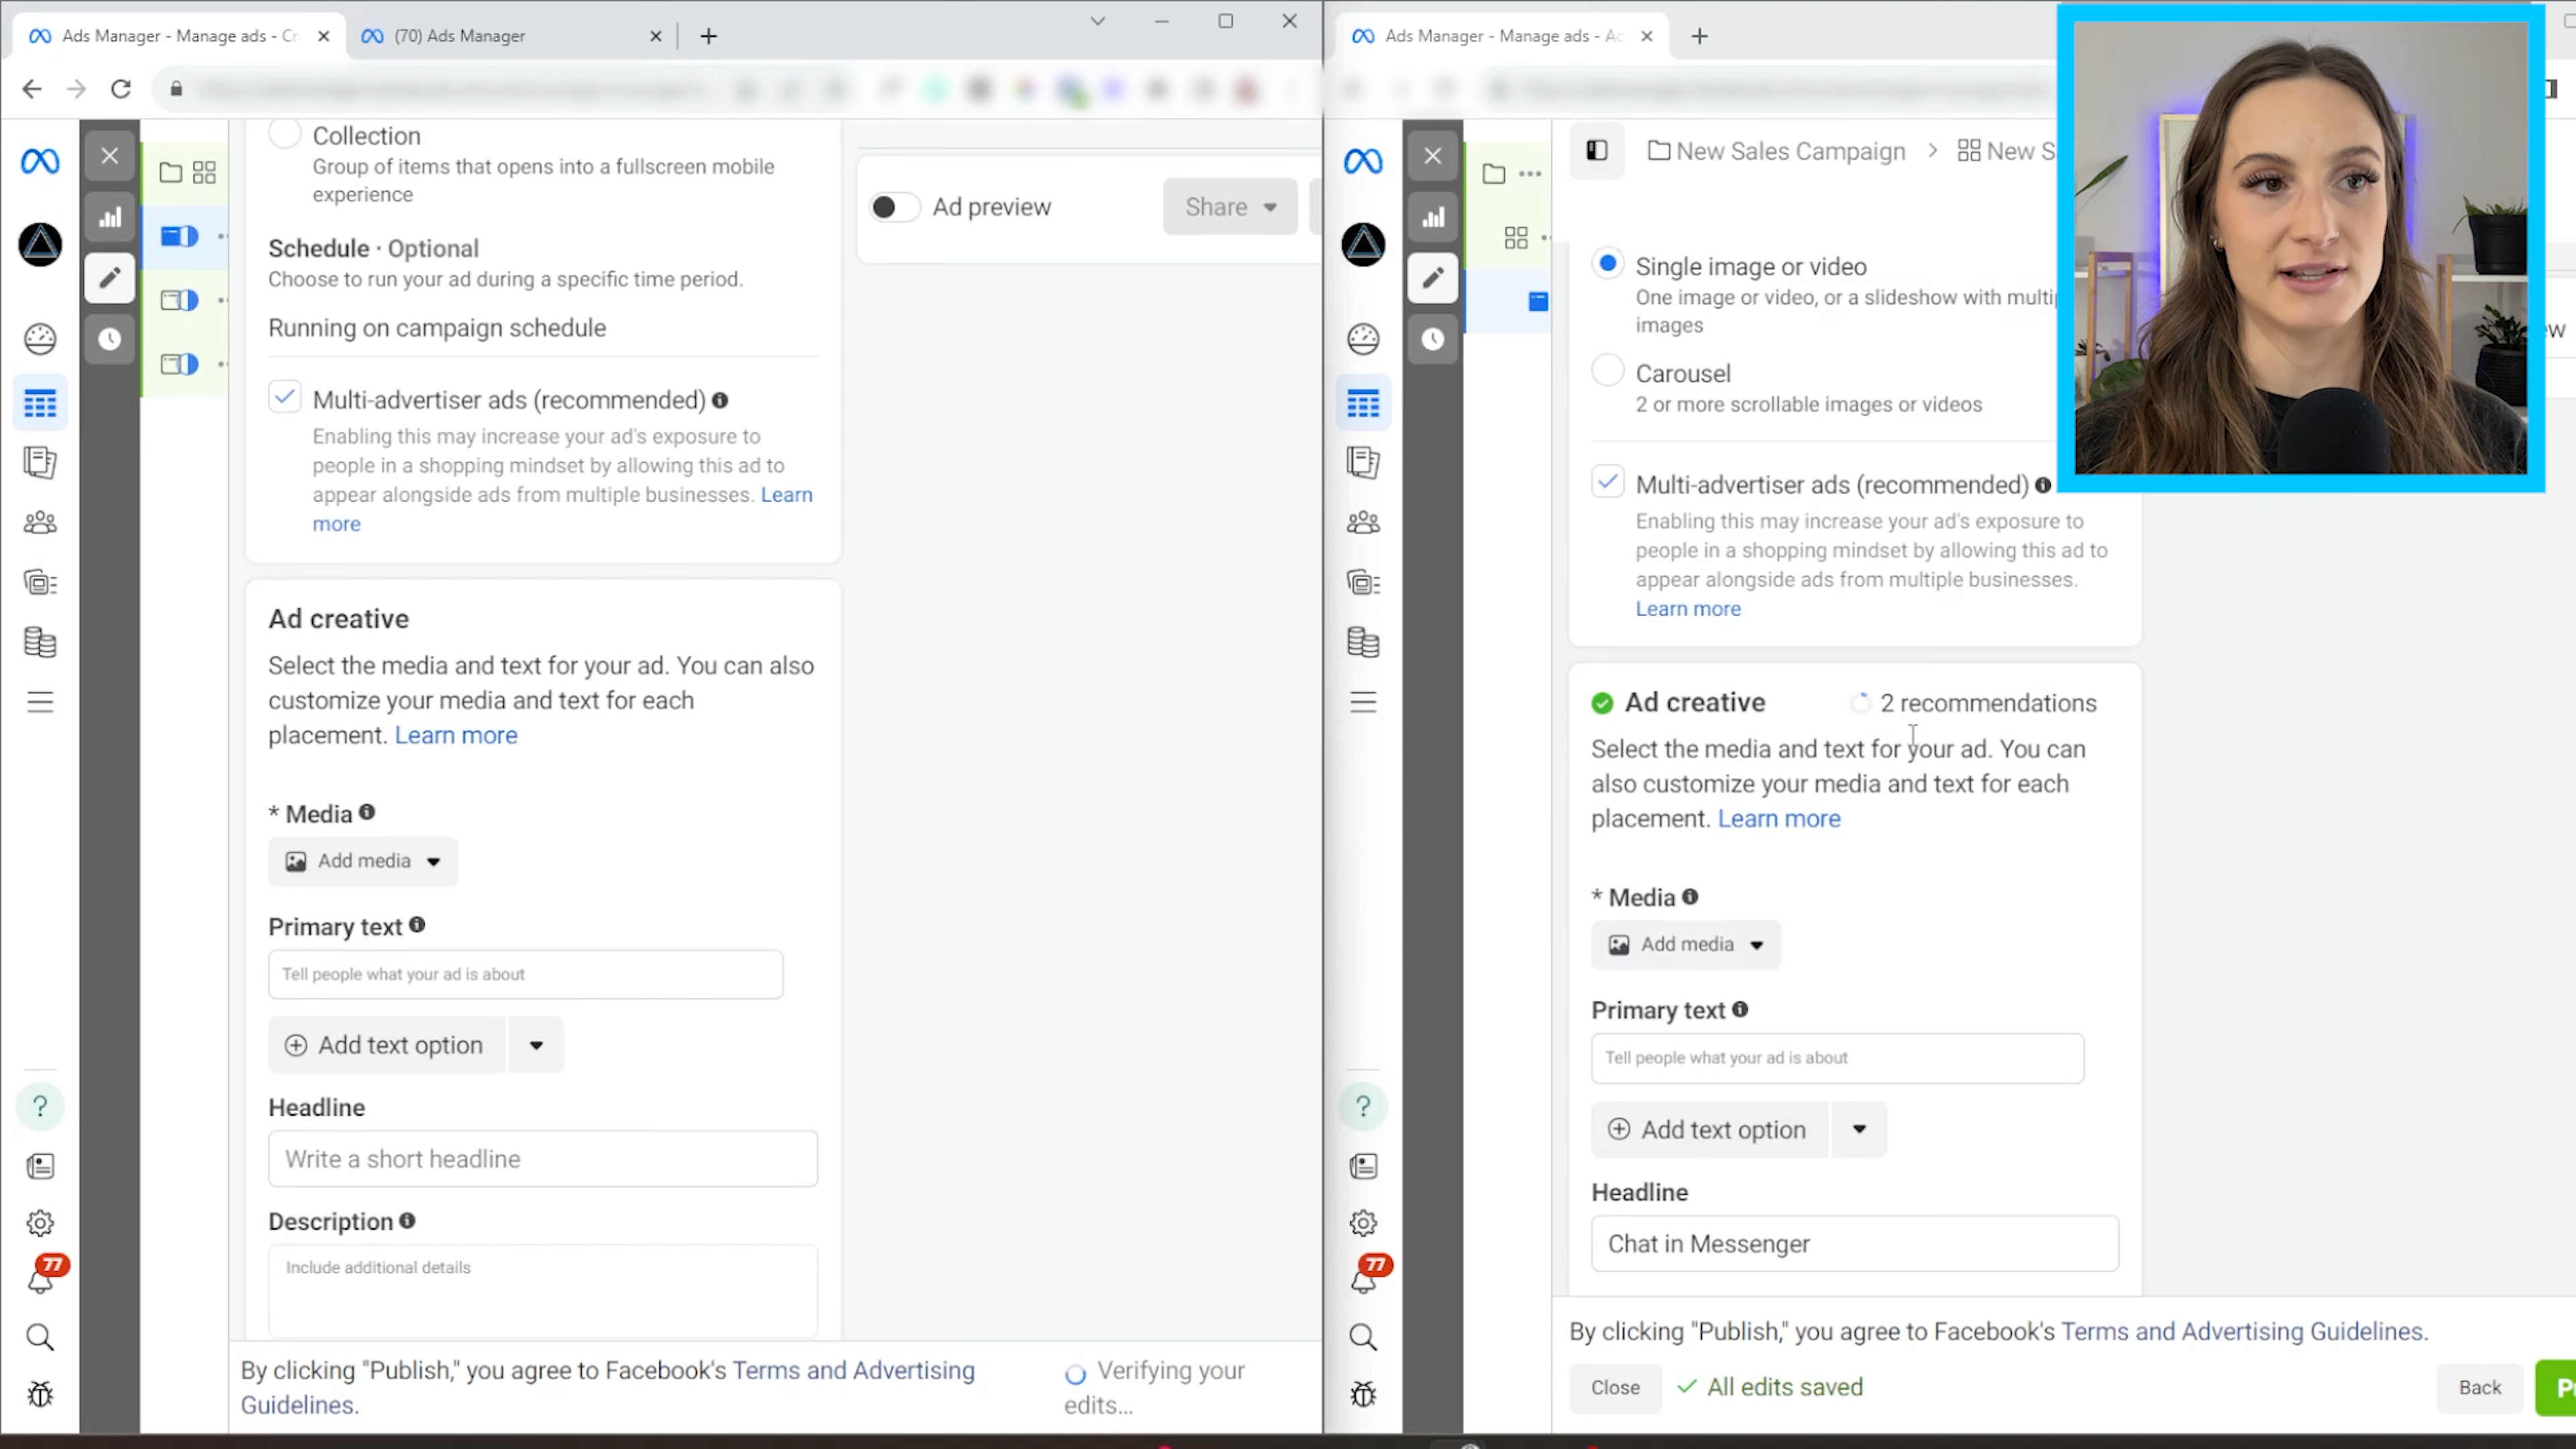 Ads Manager - Manage ads - Cr
(70) Ads Manager
Collection
Group of items that opens into a fullscreen mobile
experience
Schedule · Optional
Choose to run your ad during a specific time period.
Running on campaign schedule
Multi-advertiser ads (recommended)
Enabling this may increase your ad's exposure to
people in a shopping mindset by allowing this ad to
appear alongside ads from multiple businesses. Learn
more
Ad preview
Share
Ad creative
Select the media and text for your ad. You can also
customize your media and text for each
placement. Learn more
* Media
Add media
Primary text
Tell people what your ad is about
Add text option
Headline
Write a short headline
Description
Include additional details
77
By clicking "Publish," you agree to Facebook's Terms and Advertising
Guidelines.
Verifying your
edits...
Ads Manager - Manage ads - Ac
New Sales Campaign > New S
Single image or video
One image or video, or a slideshow with multip
images
Carousel
2 or more scrollable images or videos
Multi-advertiser ads (recommended)
Enabling this may increase your ad's exposure to
people in a shopping mindset by allowing this ad to
appear alongside ads from multiple businesses.
Learn more
Ad creative
2 recommendations
Select the media and text for your ad. You can
also customize your media and text for each
placement. Learn more
* Media
Add media
Primary text
Tell people what your ad is about
Add text option
Headline
Chat in Messenger
77
By clicking "Publish," you agree to Facebook's Terms and Advertising Guidelines.
Close
All edits saved
Back